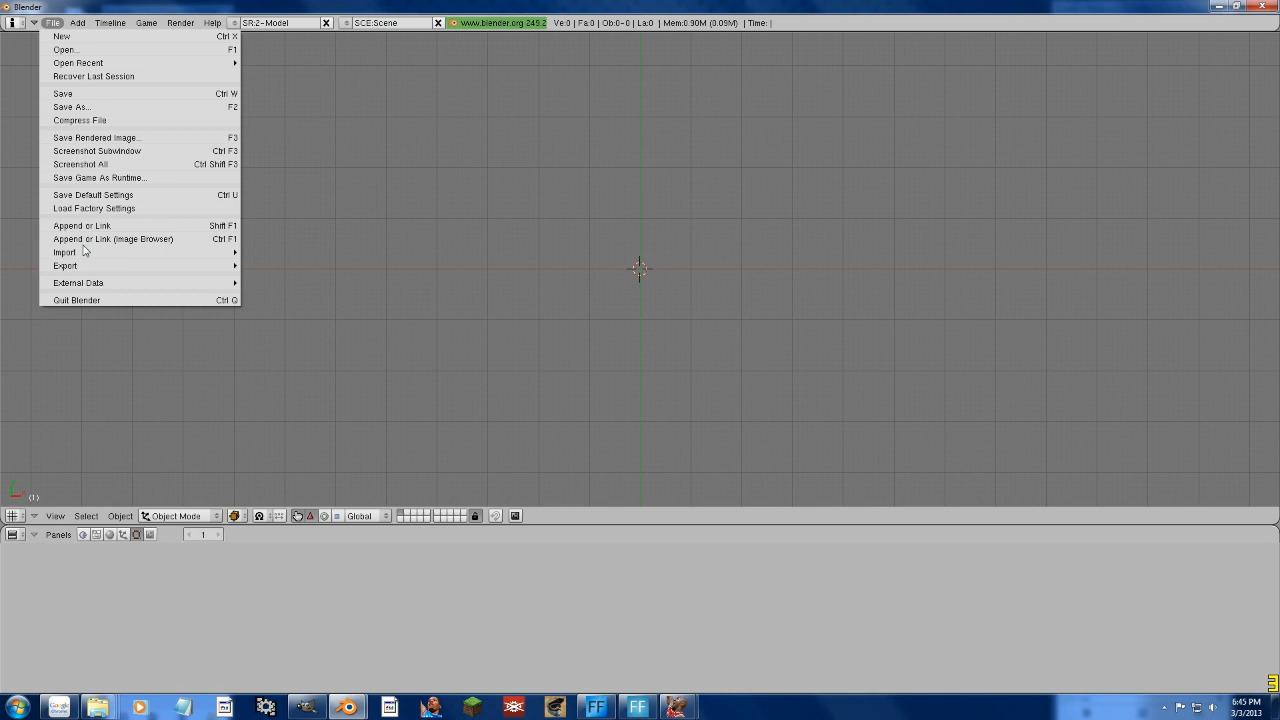 Blender
File Add Timeline Game Render Help SR:2-Model SCE:Scene www.blender.org 249.2 Ve:0 | Fa:0 | Ob:0-0 | La:0 | Mem:0.90M (0.09M) | Time: |
New Ctrl X
Open... F1
Open Recent
Recover Last Session
Save Ctrl W
Save As... F2
Compress File
Save Rendered Image... F3
Screenshot Subwindow Ctrl F3
Screenshot All Ctrl Shift F3
Save Game As Runtime...
Save Default Settings Ctrl U
Load Factory Settings
Append or Link Shift F1
Append or Link (Image Browser) Ctrl F1
Import
Export
External Data
Quit Blender Ctrl Q
(1)
View Select Object Object Mode Global
Panels 1
3
Google FF FF 6:45 PM
3/3/2013